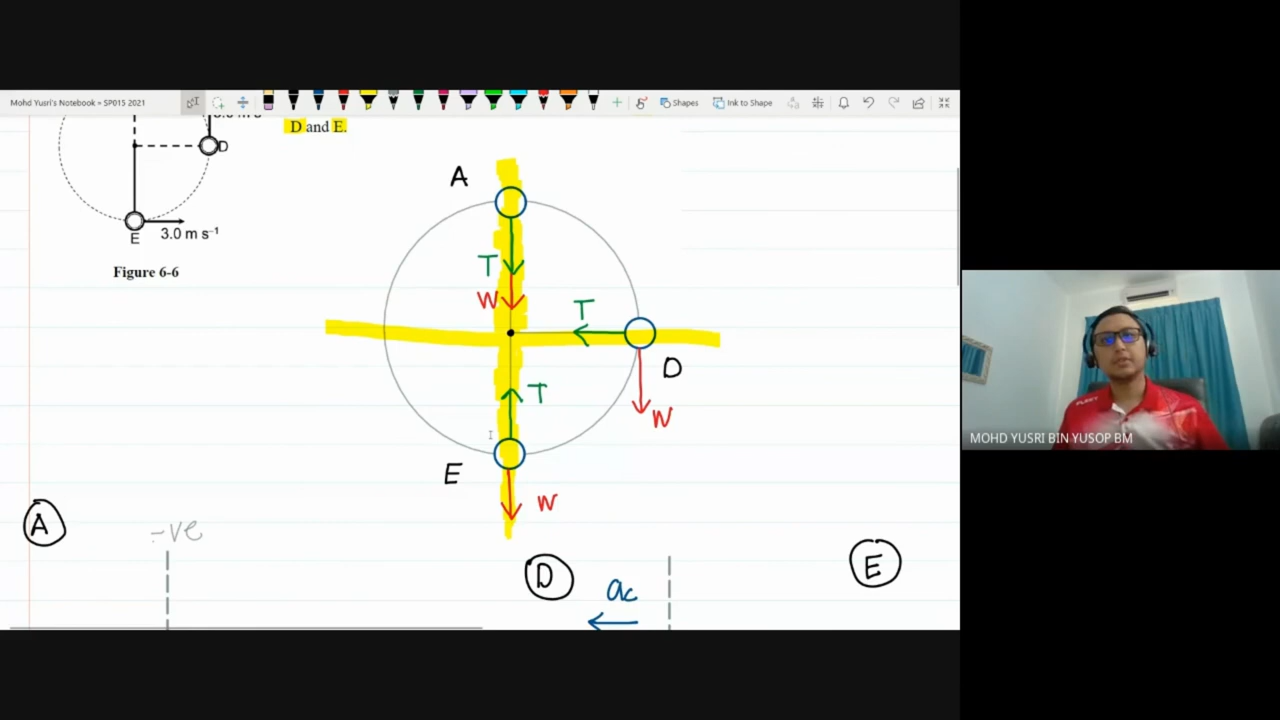 Mohd Yusri's Notebook » SP015 2021
Shapes
Ink to Shape
D and E.
D
E
3.0 m s⁻¹
Figure 6-6
A
T
W
T
D
W
T
E
W
A
-ve
D
ac
E
MOHD YUSRI BIN YUSOP BM